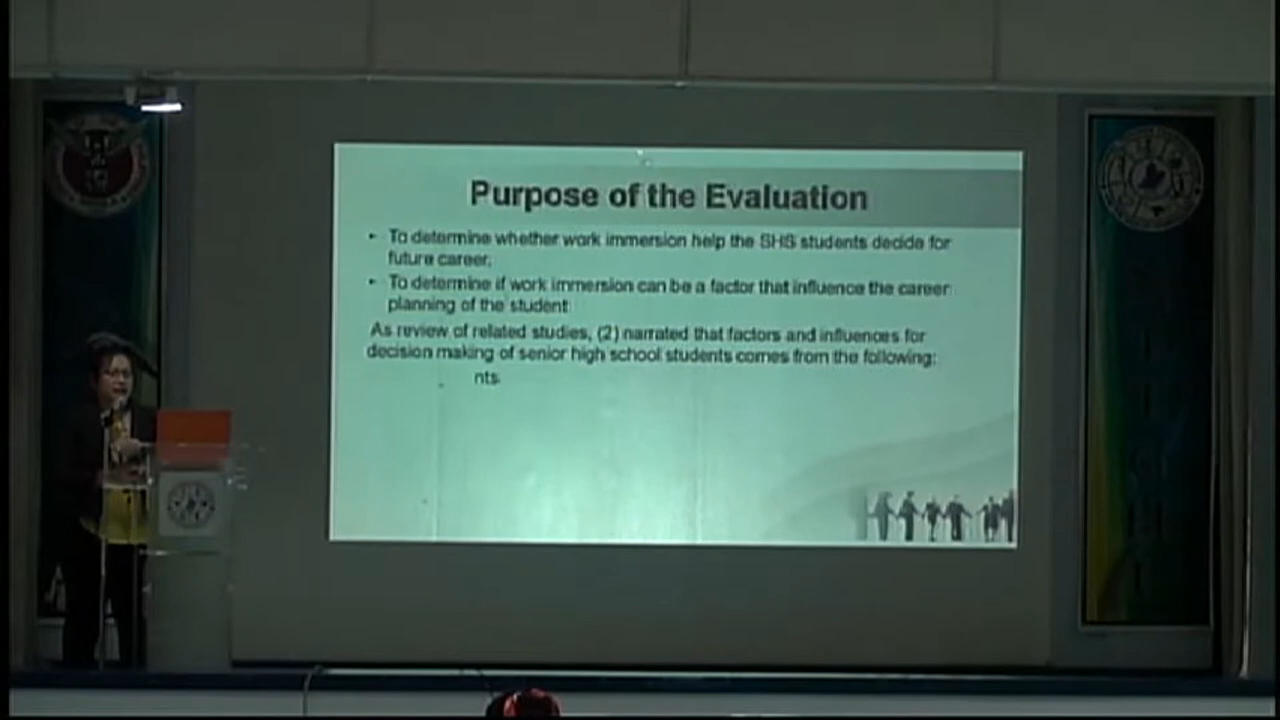 Purpose of the Evaluation
• To determine whether work immersion help the SHS students decide for
future career;
• To determine if work immersion can be a factor that influence the career
planning of the student
As review of related studies, (2) narrated that factors and influences for
decision making of senior high school students comes from the following:
nts